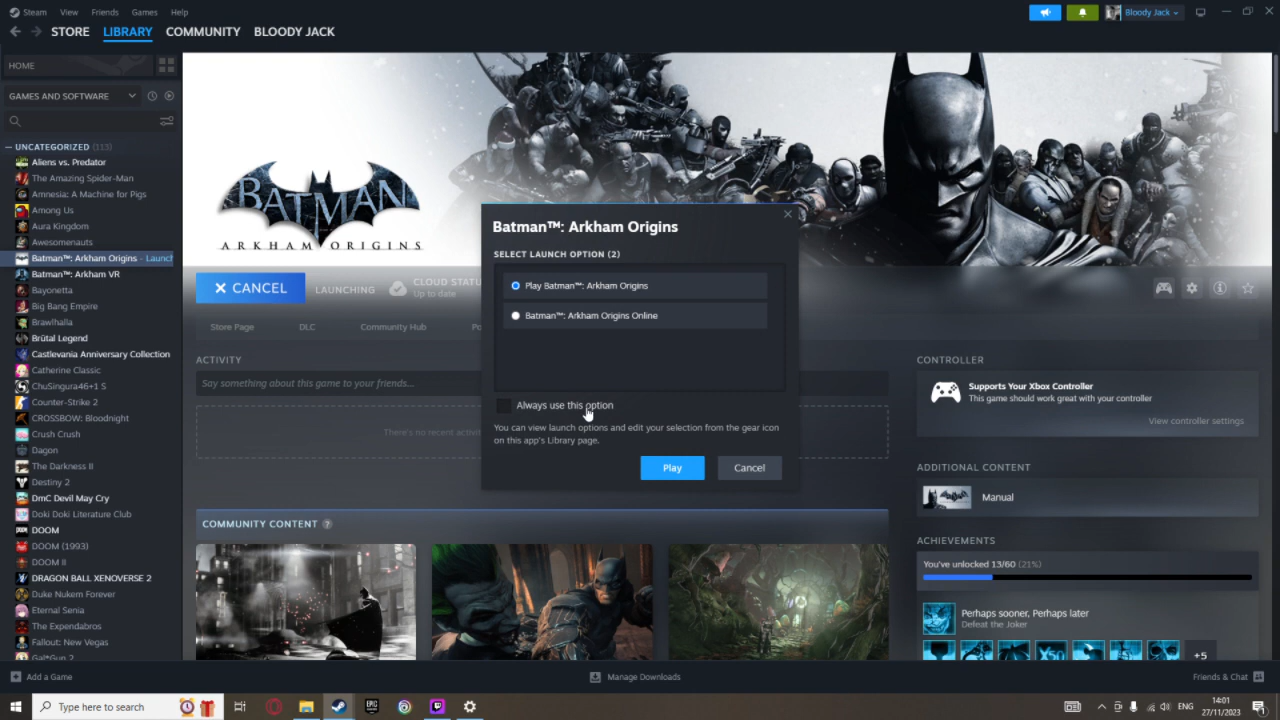 Steam View Friends Games Help
Bloody Jack
STORE LIBRARY COMMUNITY BLOODY JACK
HOME
GAMES AND SOFTWARE
UNCATEGORIZED (113)
Aliens vs. Predator
The Amazing Spider-Man
Amnesia: A Machine for Pigs
Among Us
Aura Kingdom
Awesomenauts
Batman™: Arkham Origins - Launch
Batman™: Arkham VR
Bayonetta
Big Bang Empire
Brawlhalla
Brütal Legend
Castlevania Anniversary Collection
Catherine Classic
ChuSingura46+1 S
Counter-Strike 2
CROSSBOW: Bloodnight
Crush Crush
Dagon
The Darkness II
Destiny 2
DmC Devil May Cry
Doki Doki Literature Club
DOOM
DOOM (1993)
DOOM II
DRAGON BALL XENOVERSE 2
Duke Nukem Forever
Eternal Senia
The Expendabros
Fallout: New Vegas
Gal*Gun 2
BATMAN
ARKHAM ORIGINS
CANCEL
LAUNCHING
CLOUD STATU
Up to date
Store Page DLC Community Hub Po
ACTIVITY
Say something about this game to your friends...
There's no recent activit
COMMUNITY CONTENT ?
Batman™: Arkham Origins
SELECT LAUNCH OPTION (2)
Play Batman™: Arkham Origins
Batman™: Arkham Origins Online
Always use this option
You can view launch options and edit your selection from the gear icon
on this app's Library page.
Play Cancel
CONTROLLER
Supports Your Xbox Controller
This game should work great with your controller
View controller settings
ADDITIONAL CONTENT
Manual
ACHIEVEMENTS
You've unlocked 13/60 (21%)
Perhaps sooner, Perhaps later
Defeat the Joker
X50
+5
Add a Game
Manage Downloads
Friends & Chat
Type here to search
EPIC
ENG
14:01
27/11/2023